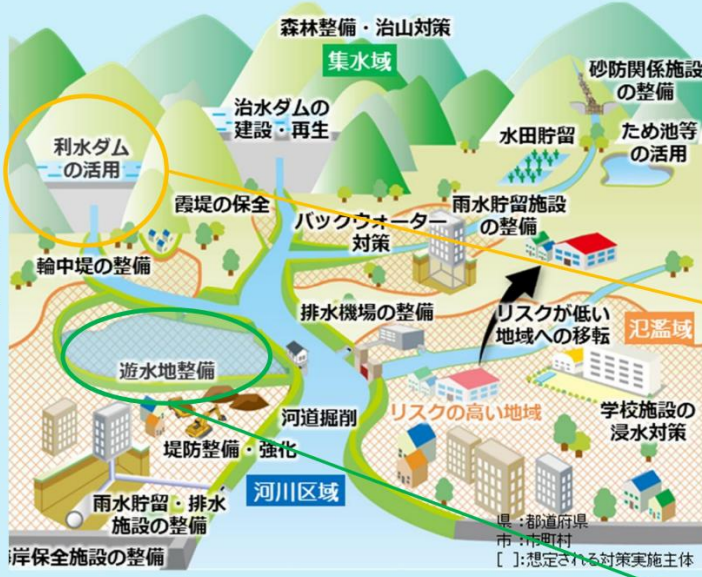 森林整備・治山対策
集水域
砂防関係施設
の整備
治水ダムの
建設・再生
利水ダム
の活用
水田貯留
ため池等
の活用
霞堤の保全
バックウォーター
対策
雨水貯留施設
の整備
輪中堤の整備
排水機場の整備
リスクが低い
地域への移転
氾濫域
遊水地整備
河道掘削
リスクの高い地域
学校施設の
浸水対策
堤防整備・強化
河川区域
雨水貯留・排水
施設の整備
県：都道府県
市：市町村
[ ]:想定される対策実施主体
岸保全施設の整備